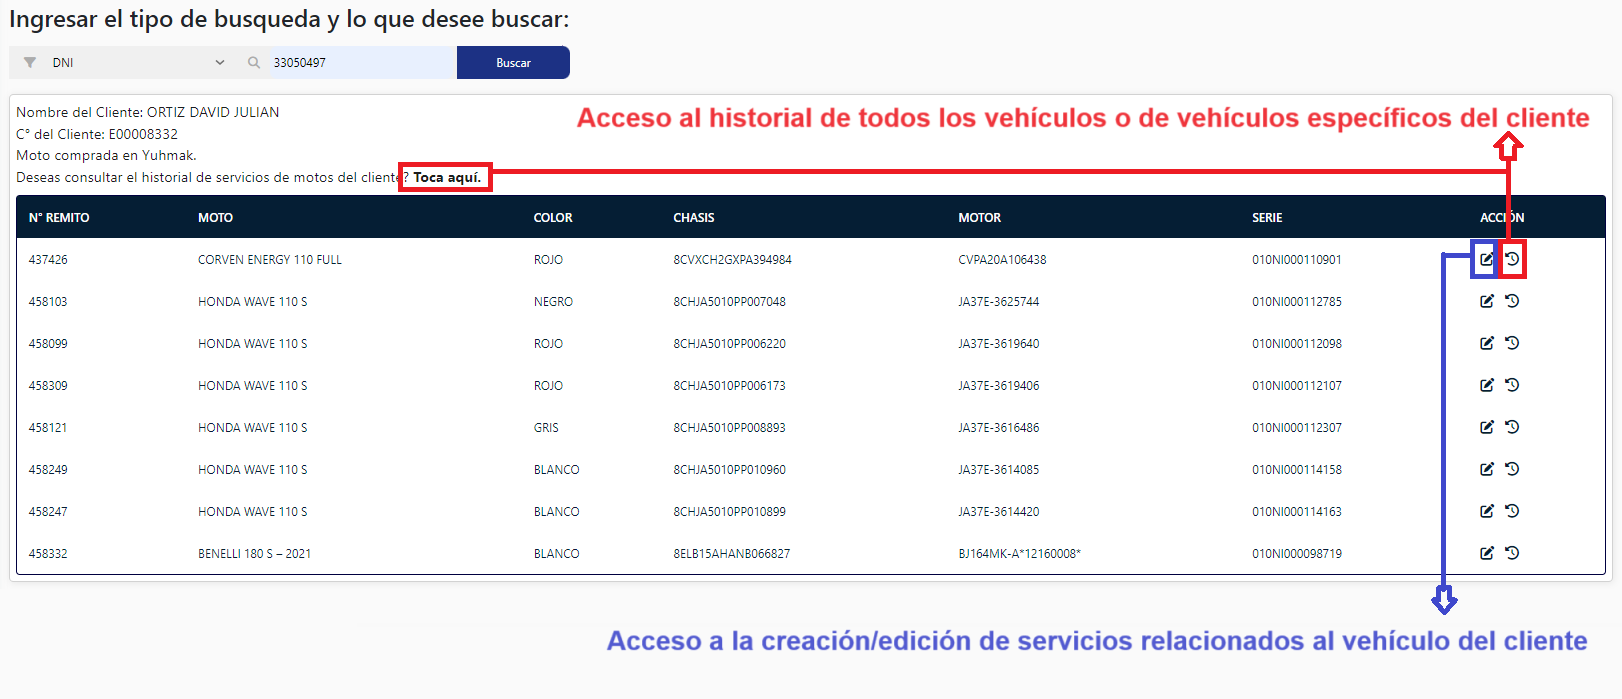 Ingresar el tipo de busqueda y lo que desee buscar:
DNI 33050497 Buscar
Nombre del Cliente: ORTIZ DAVID JULIAN
Acceso al historial de todos los vehículos o de vehículos específicos del cliente
C° del Cliente: E00008332
Moto comprada en Yuhmak.
Deseas consultar el historial de servicios de motos del cliente? Toca aquí.
N° REMITO MOTO COLOR CHASIS MOTOR SERIE ACCIÓN
437426 CORVEN ENERGY 110 FULL ROJO 8CVXCH2GXPA394984 CVPA20A106438 010NI000110901
458103 HONDA WAVE 110 S NEGRO 8CHJA5010PP007048 JA37E-3625744 010NI000112785
458099 HONDA WAVE 110 S ROJO 8CHJA5010PP006220 JA37E-3619640 010NI000112098
458309 HONDA WAVE 110 S ROJO 8CHJA5010PP006173 JA37E-3619406 010NI000112107
458121 HONDA WAVE 110 S GRIS 8CHJA5010PP008893 JA37E-3616486 010NI000112307
458249 HONDA WAVE 110 S BLANCO 8CHJA5010PP010960 JA37E-3614085 010NI000114158
458247 HONDA WAVE 110 S BLANCO 8CHJA5010PP010899 JA37E-3614420 010NI000114163
458332 BENELLI 180 S – 2021 BLANCO 8ELB15AHANB066827 BJ164MK-A*12160008* 010NI000098719
Acceso a la creación/edición de servicios relacionados al vehículo del cliente